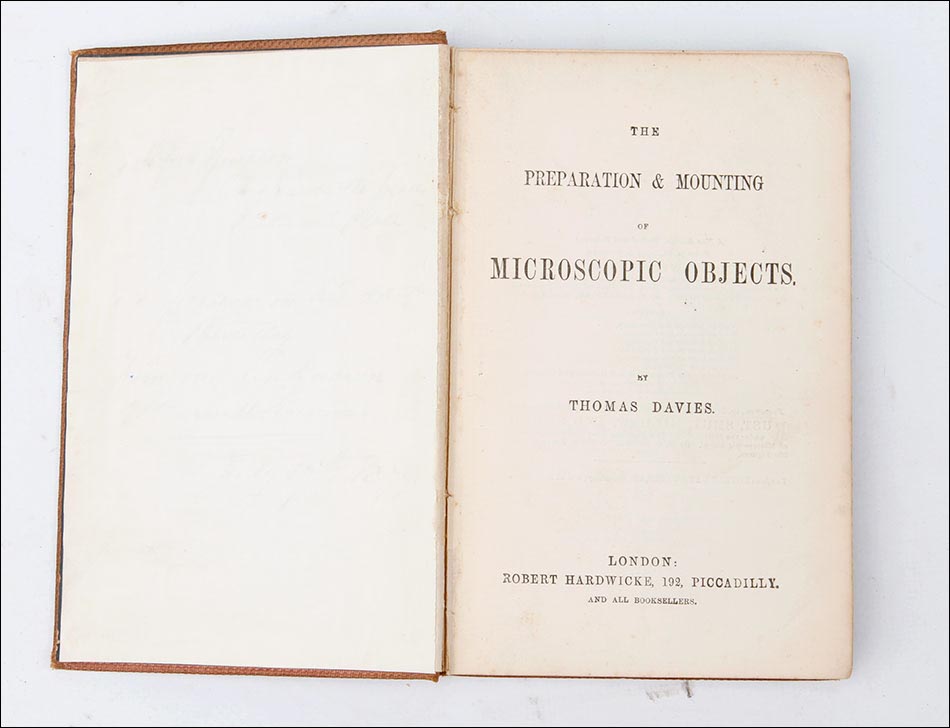 THE
PREPARATION & MOUNTING
OF
MICROSCOPIC OBJECTS.
BY
THOMAS DAVIES.
LONDON:
ROBERT HARDWICKE, 192, PICCADILLY.
AND ALL BOOKSELLERS.